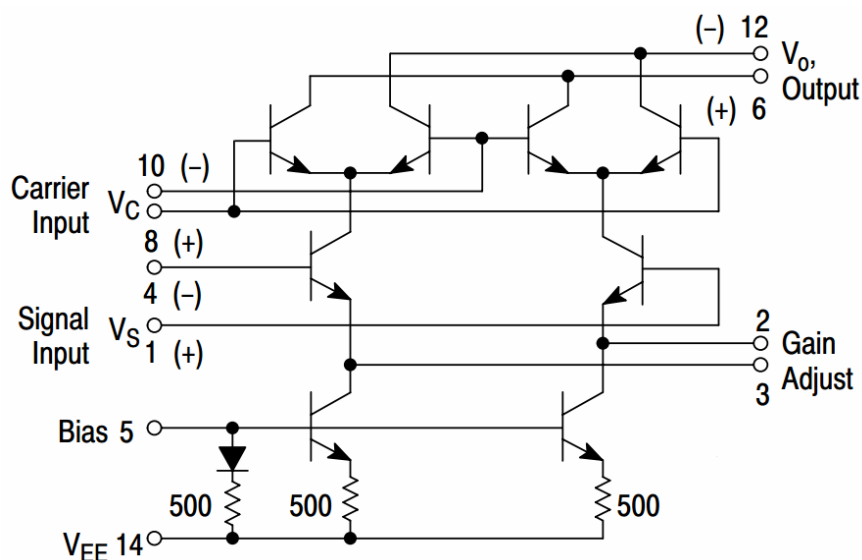 (–) 12
Vo,
Output
(+) 6
10 (–)
Carrier
Input
VC
8 (+)
4 (–)
Signal
Input
VS
1 (+)
2
Gain
Adjust
3
Bias 5
500
500
500
VEE 14